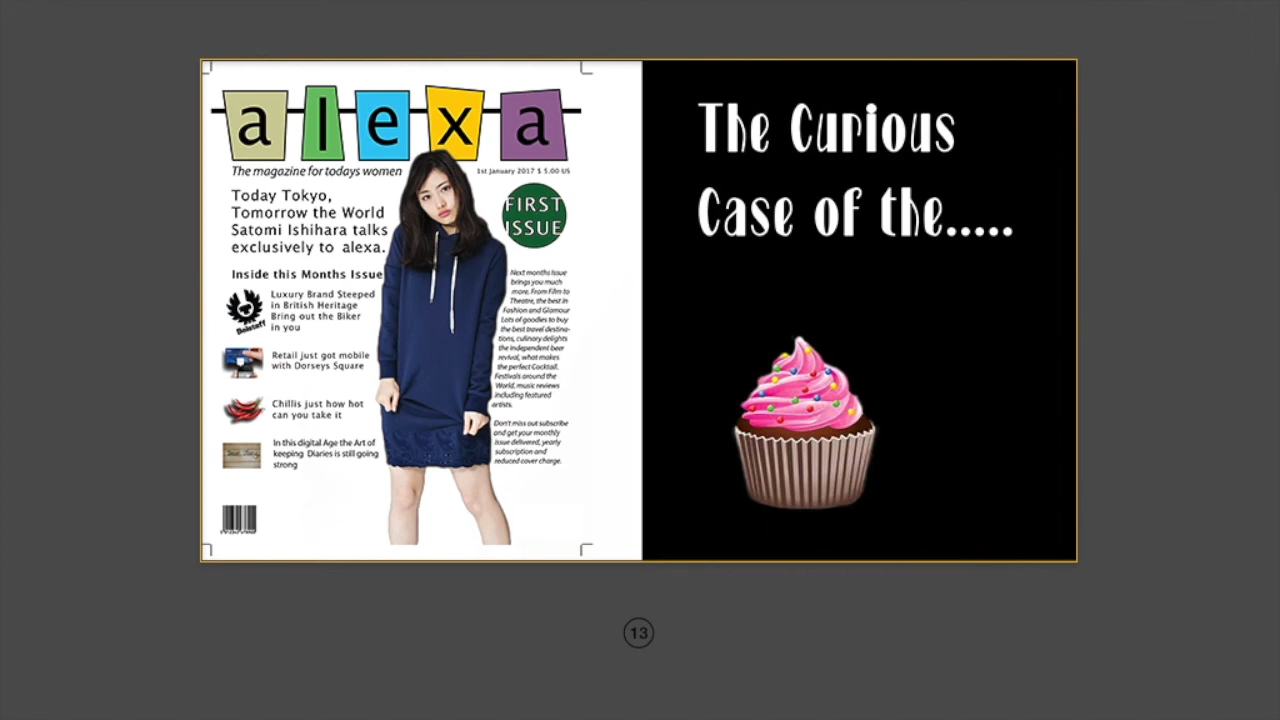 alexa
The magazine for todays women
1st January 2017 $ 5.00 US
Today Tokyo,
Tomorrow the World
Satomi Ishihara talks
exclusively to alexa.
FIRST
ISSUE
Inside this Months Issue
Luxury Brand Steeped
in British Heritage
Bring out the Biker
in you
Belstaff
Retail just got mobile
with Dorseys Square
Chillis just how hot
can you take it
In this digital Age the Art of
keeping Diaries is still going
strong
Next months Issue
brings you much
more. From Film to
Theatre, the best in
Fashion and Glamour
Lots of goodies to buy
the best travel destina-
tions, culinary delights
the independent beer
revival, what makes
the perfect Cocktail.
Festivals around the
World, music reviews
including featured
artists.
Don't miss out subscribe
and get your monthly
issue delivered, yearly
subscription and
reduced cover charge.
The Curious
Case of the.....
13